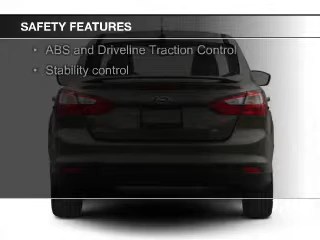 SAFETY FEATURES
• ABS and Driveline Traction Control
• Stability control